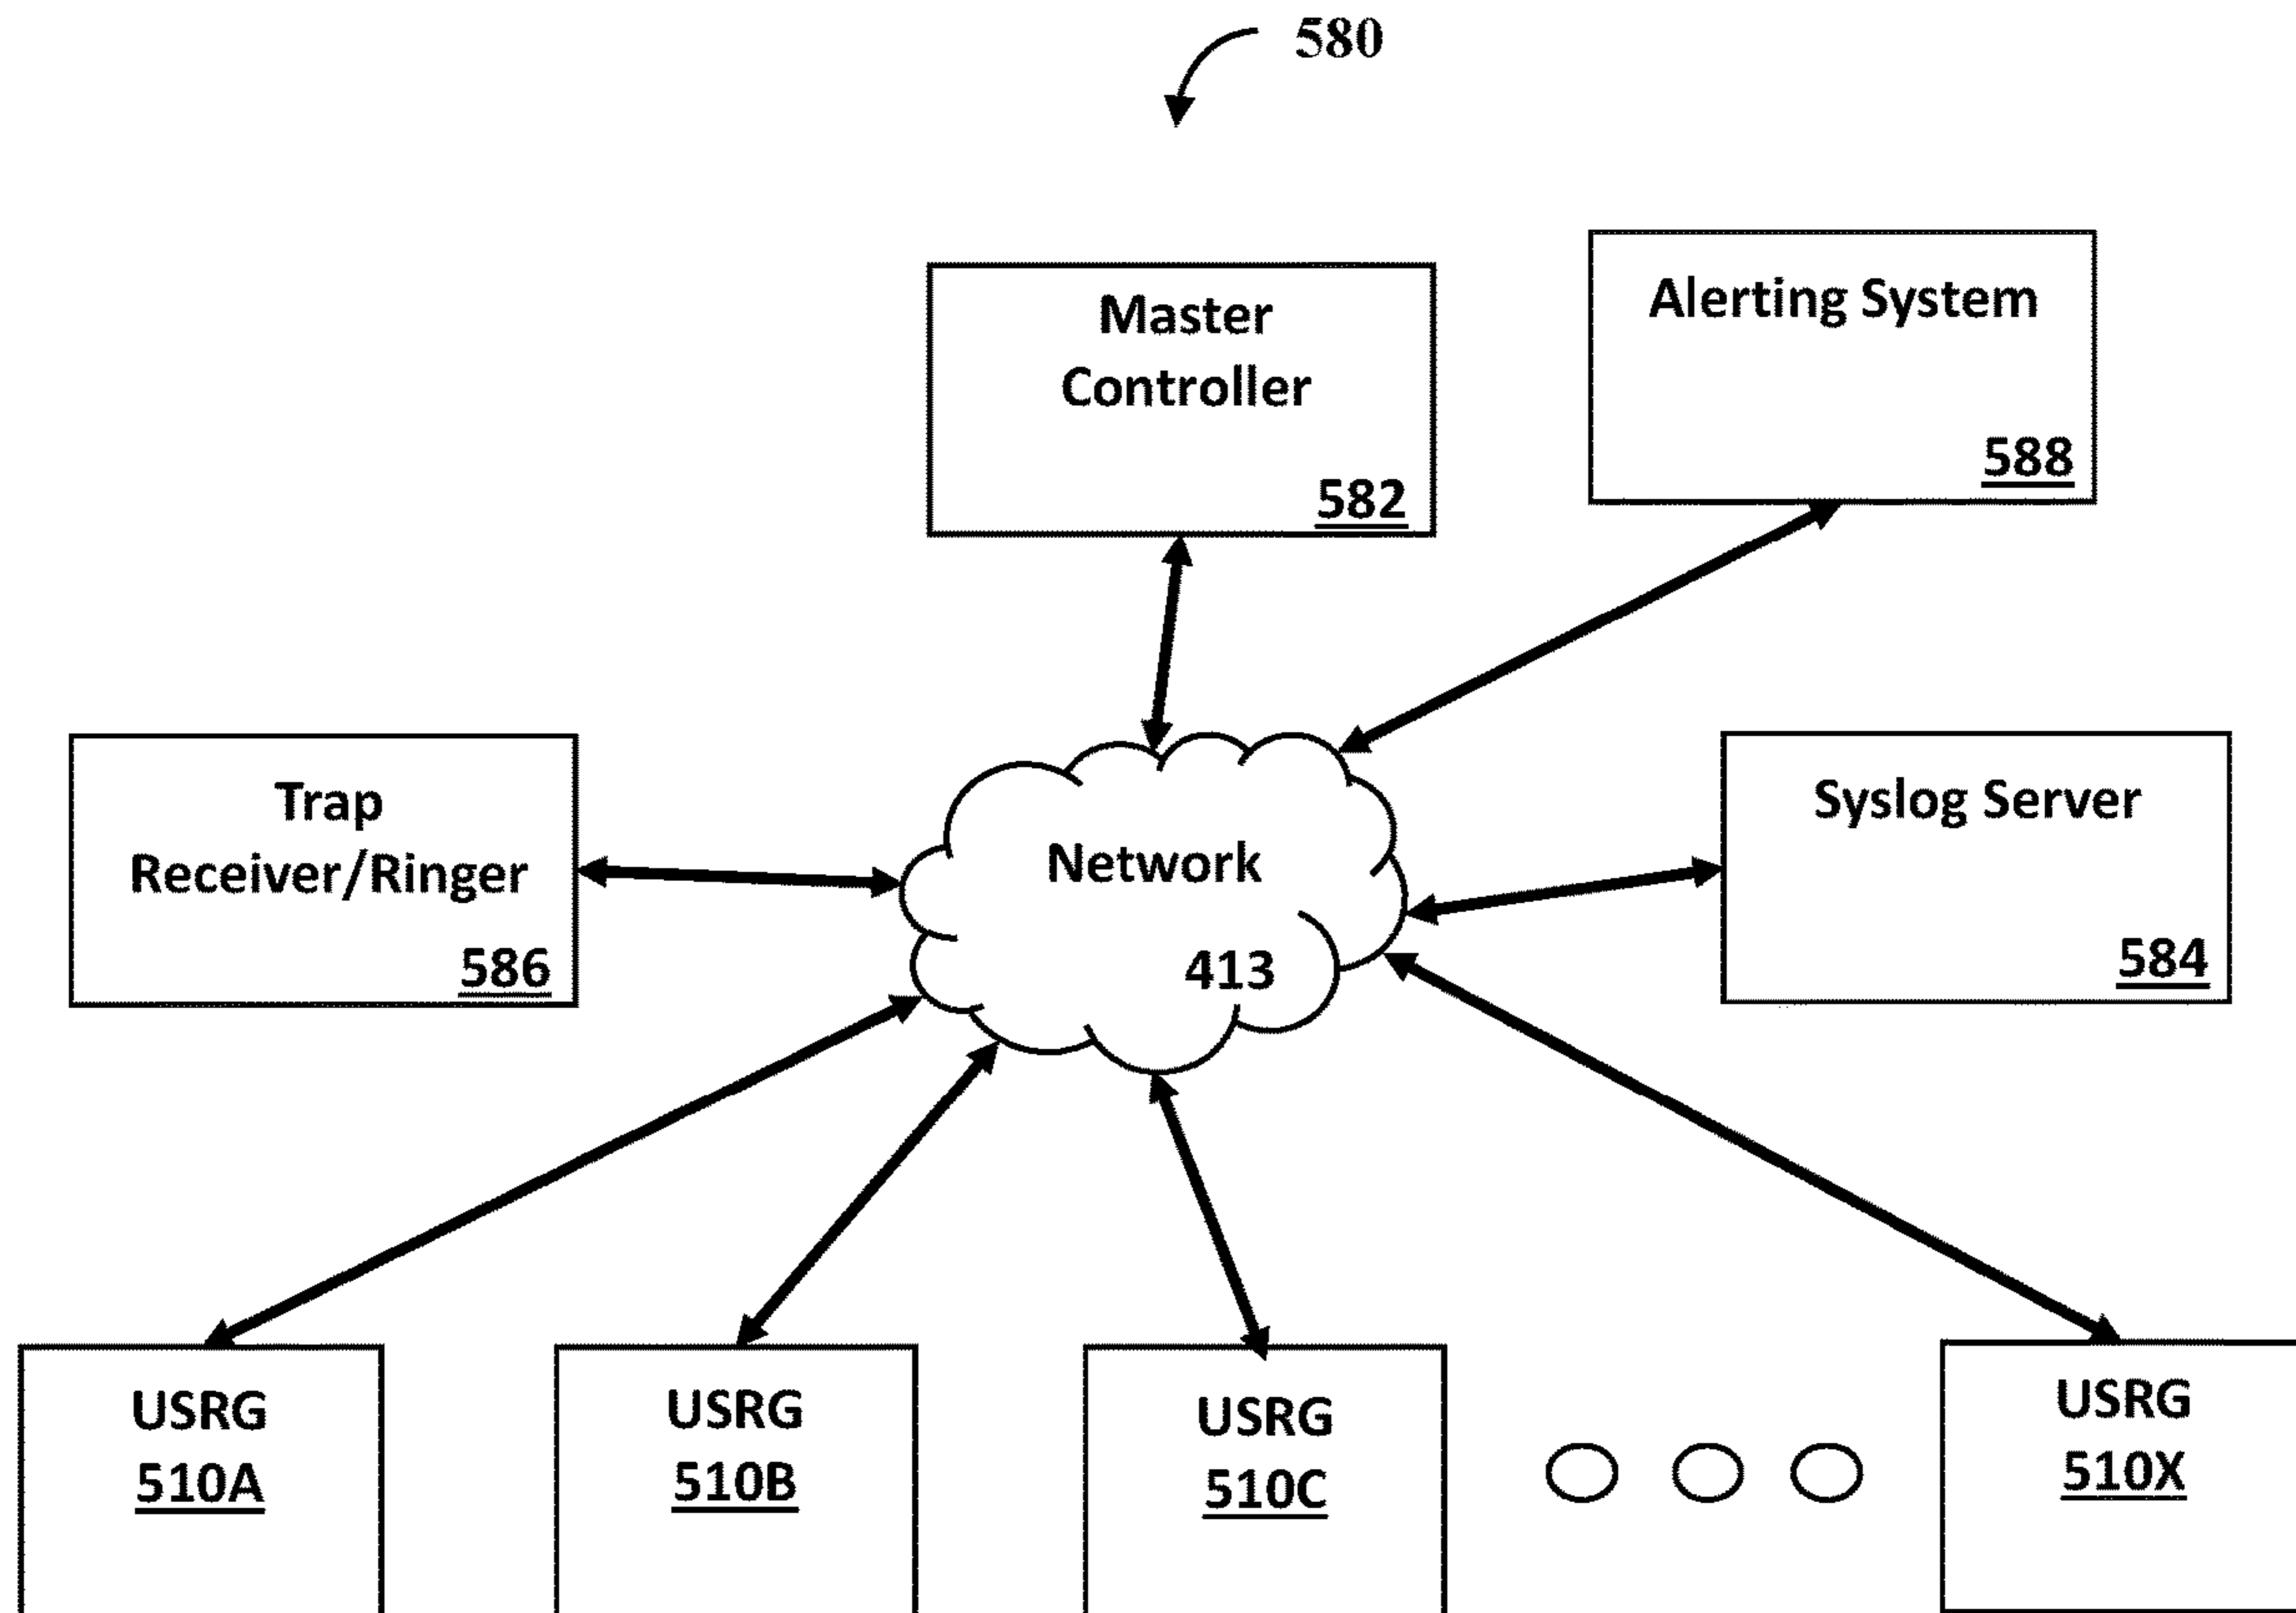 580
Master
Controller
582
Alerting System
588
Trap
Receiver/Ringer
586
Network
413
Syslog Server
584
USRG
510A
USRG
510B
USRG
510C
USRG
510X